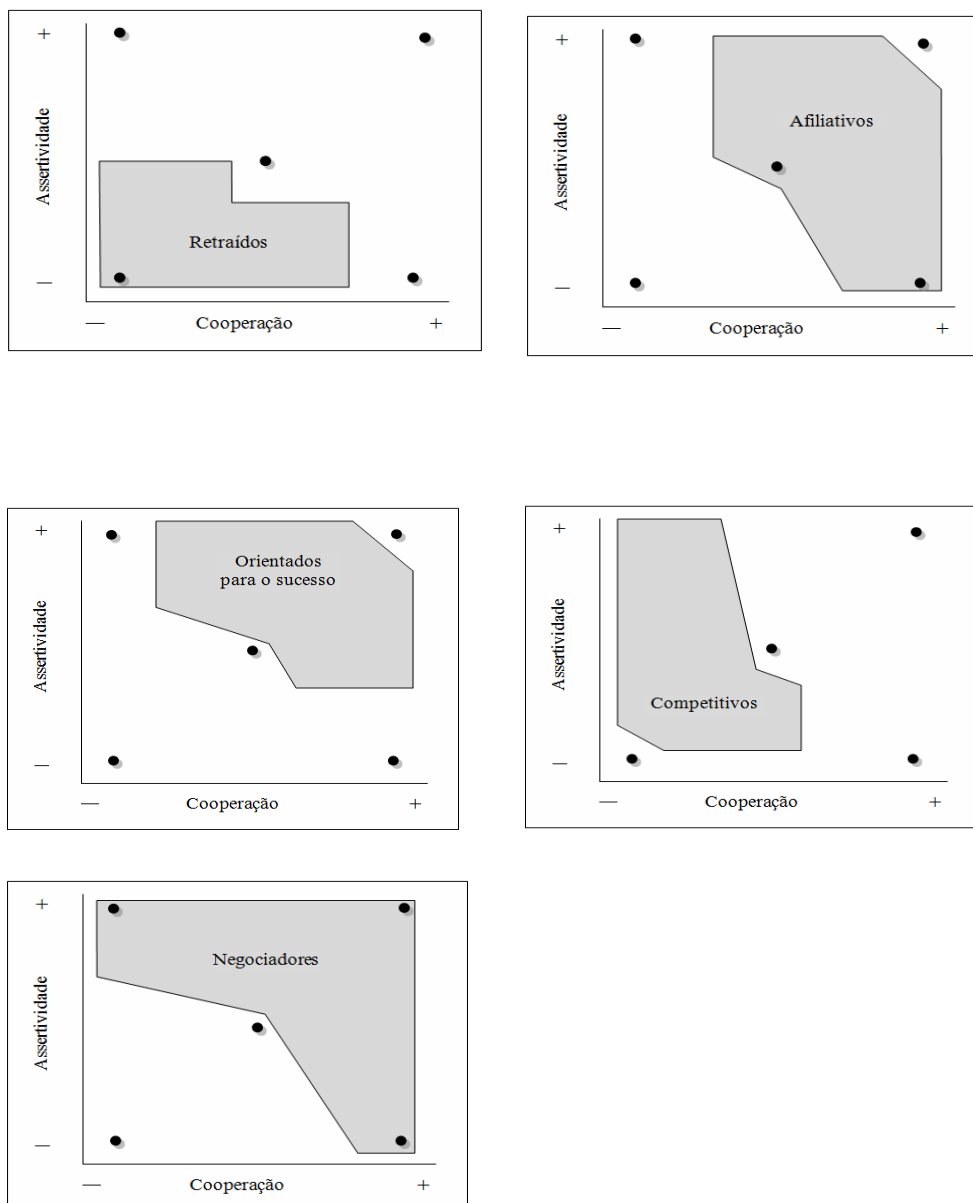 +
Assertividade
Retraídos
—
—
Cooperação
+
+
Assertividade
Afiliativos
—
—
Cooperação
+
+
Assertividade
Orientados
para o sucesso
—
—
Cooperação
+
+
Assertividade
Competitivos
—
—
Cooperação
+
+
Assertividade
Negociadores
—
—
Cooperação
+